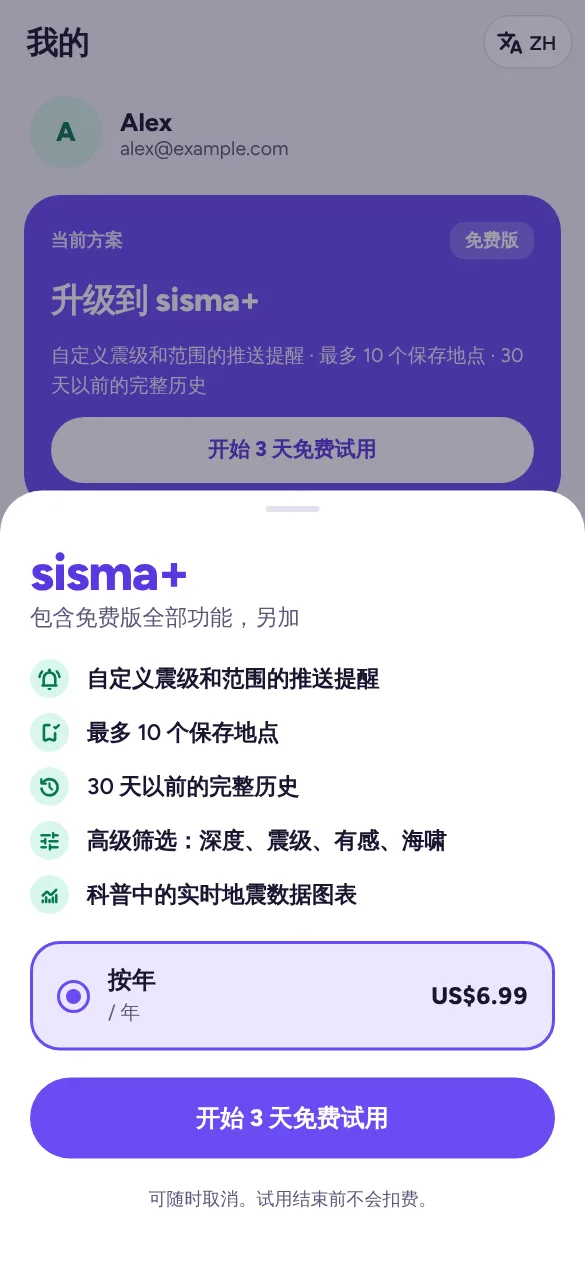 我的
ZH
A
Alex
alex@example.com
当前方案
免费版
升级到 sisma+
自定义震级和范围的推送提醒 · 最多 10 个保存地点 · 30
天以前的完整历史
开始 3 天免费试用
sisma+
包含免费版全部功能，另加
自定义震级和范围的推送提醒
最多 10 个保存地点
30 天以前的完整历史
高级筛选：深度、震级、有感、海啸
科普中的实时地震数据图表
按年
/ 年
US$6.99
开始 3 天免费试用
可随时取消。试用结束前不会扣费。